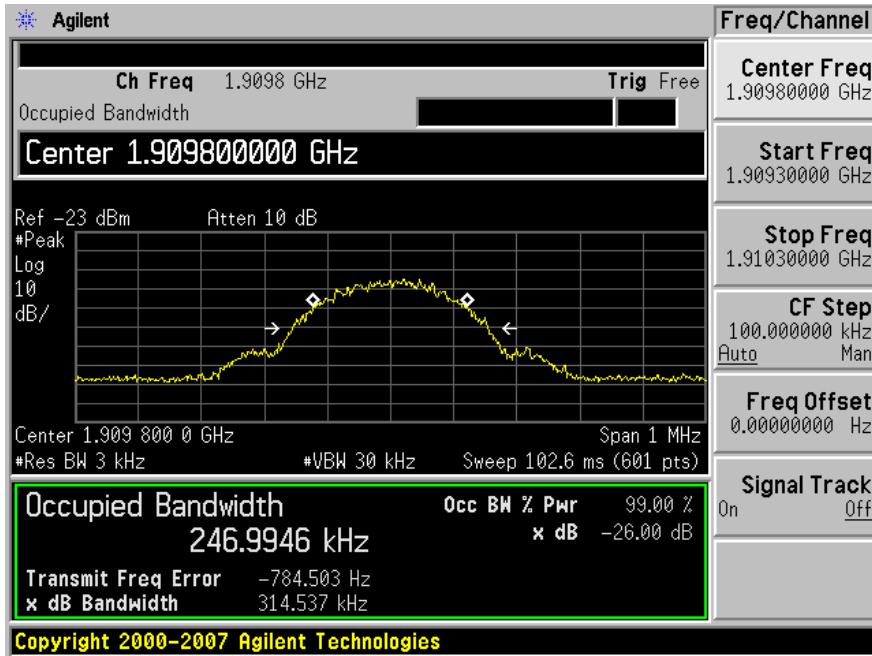 Agilent
Freq/Channel
Ch Freq 1.9098 GHz Trig Free
Occupied Bandwidth
Center 1.909800000 GHz
Ref -23 dBm Atten 10 dB
#Peak
Log
10
dB/
Center 1.909 800 0 GHz Span 1 MHz
#Res BW 3 kHz #VBW 30 kHz Sweep 102.6 ms (601 pts)
Occupied Bandwidth Occ BW % Pwr 99.00 %
246.9946 kHz x dB -26.00 dB
Transmit Freq Error -784.503 Hz
x dB Bandwidth 314.537 kHz
Copyright 2000-2007 Agilent Technologies
Center Freq
1.90980000 GHz
Start Freq
1.90930000 GHz
Stop Freq
1.91030000 GHz
CF Step
100.000000 kHz
Auto Man
Freq Offset
0.00000000 Hz
Signal Track
On Off